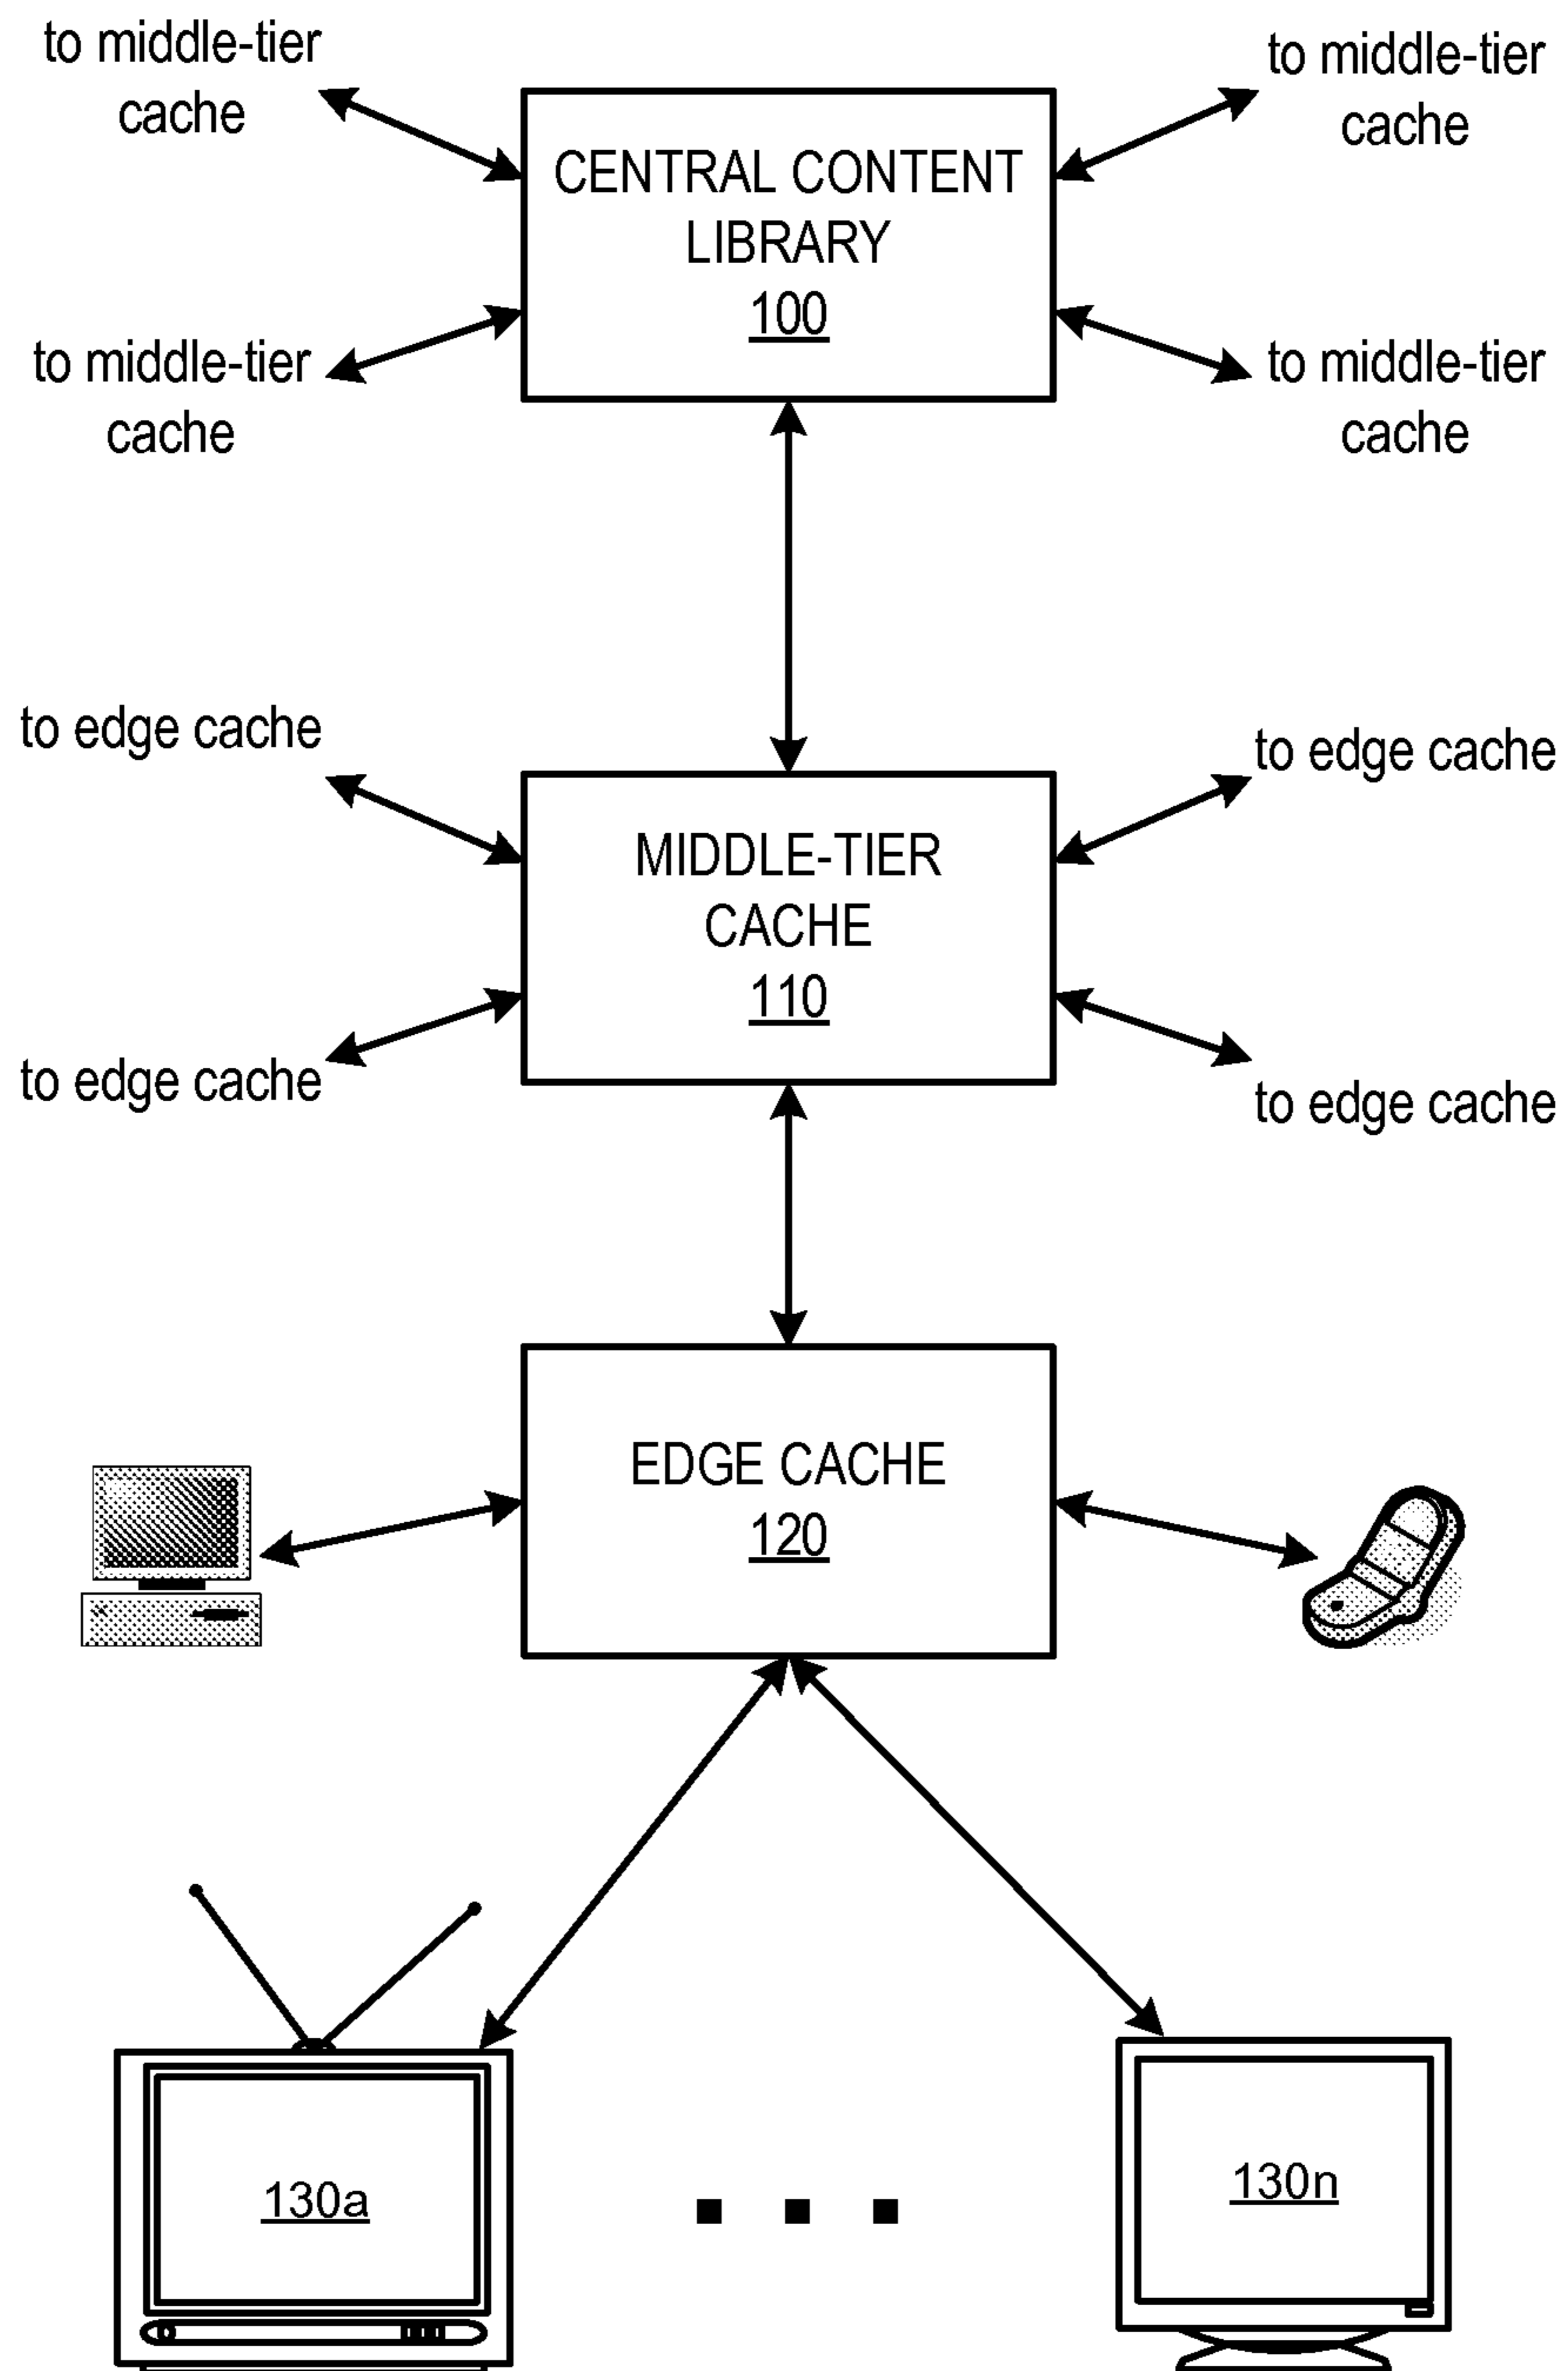 to middle-tier
cache
to middle-tier
cache
CENTRAL CONTENT
LIBRARY
100
to middle-tier
cache
to middle-tier
cache
to edge cache
to edge cache
MIDDLE-TIER
CACHE
110
to edge cache
to edge cache
EDGE CACHE
120
130a
130n